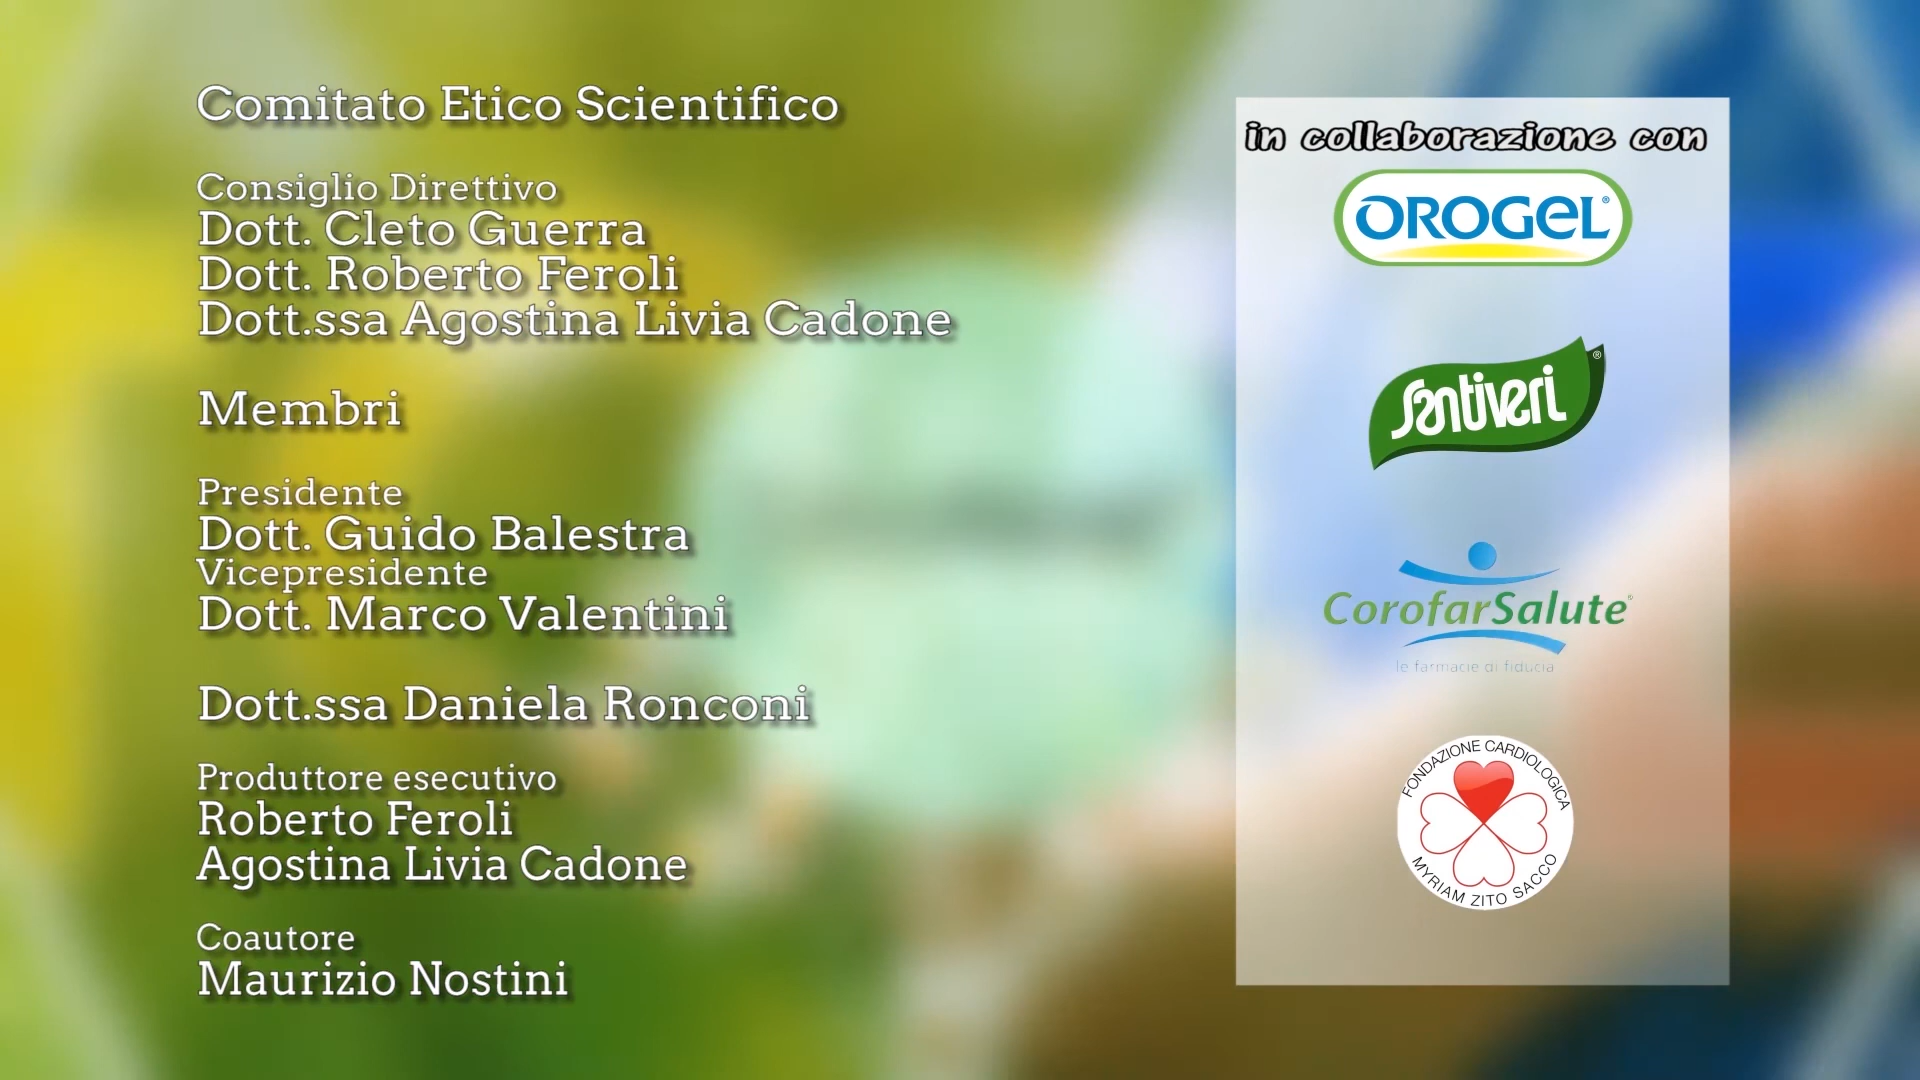 Comitato Etico Scientifico
Consiglio Direttivo
Dott. Cleto Guerra
Dott. Roberto Feroli
Dott.ssa Agostina Livia Cadone
Membri
Presidente
Dott. Guido Balestra
Vicepresidente
Dott. Marco Valentini
Dott.ssa Daniela Ronconi
Produttore esecutivo
Roberto Feroli
Agostina Livia Cadone
Coautore
Maurizio Nostini
in collaborazione con
OROGEL®
Santiveri®
CorofarSalute®
le farmacie di fiducia
FONDAZIONE CARDIOLOGICA
MYRIAM ZITO SACCO